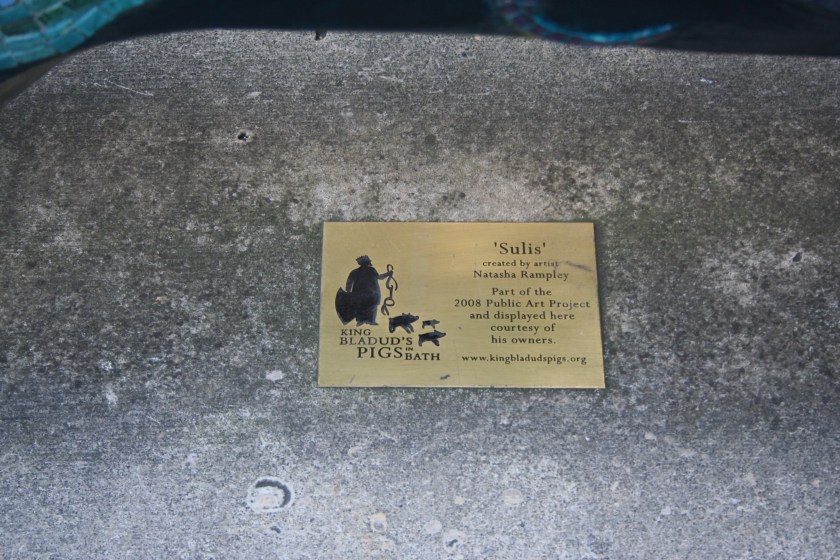 'Sulis'
created by artist
Natasha Rampley
Part of the
2008 Public Art Project
and displayed here
courtesy of
his owners.
www.kingbladudspigs.org
KING
BLADUD'S
PIGS IN BATH